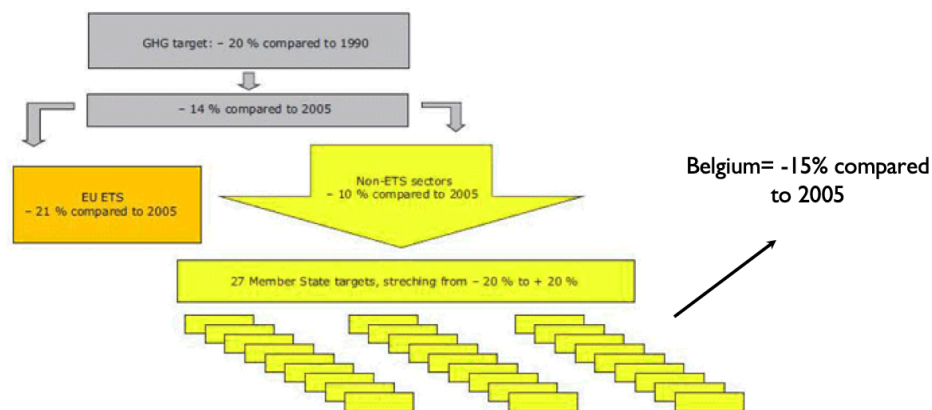 GHG target: – 20 % compared to 1990
– 14 % compared to 2005
EU ETS
– 21 % compared to 2005
Non-ETS sectors
– 10 % compared to 2005
27 Member State targets, streching from – 20 % to + 20 %
Belgium= -15% compared
to 2005